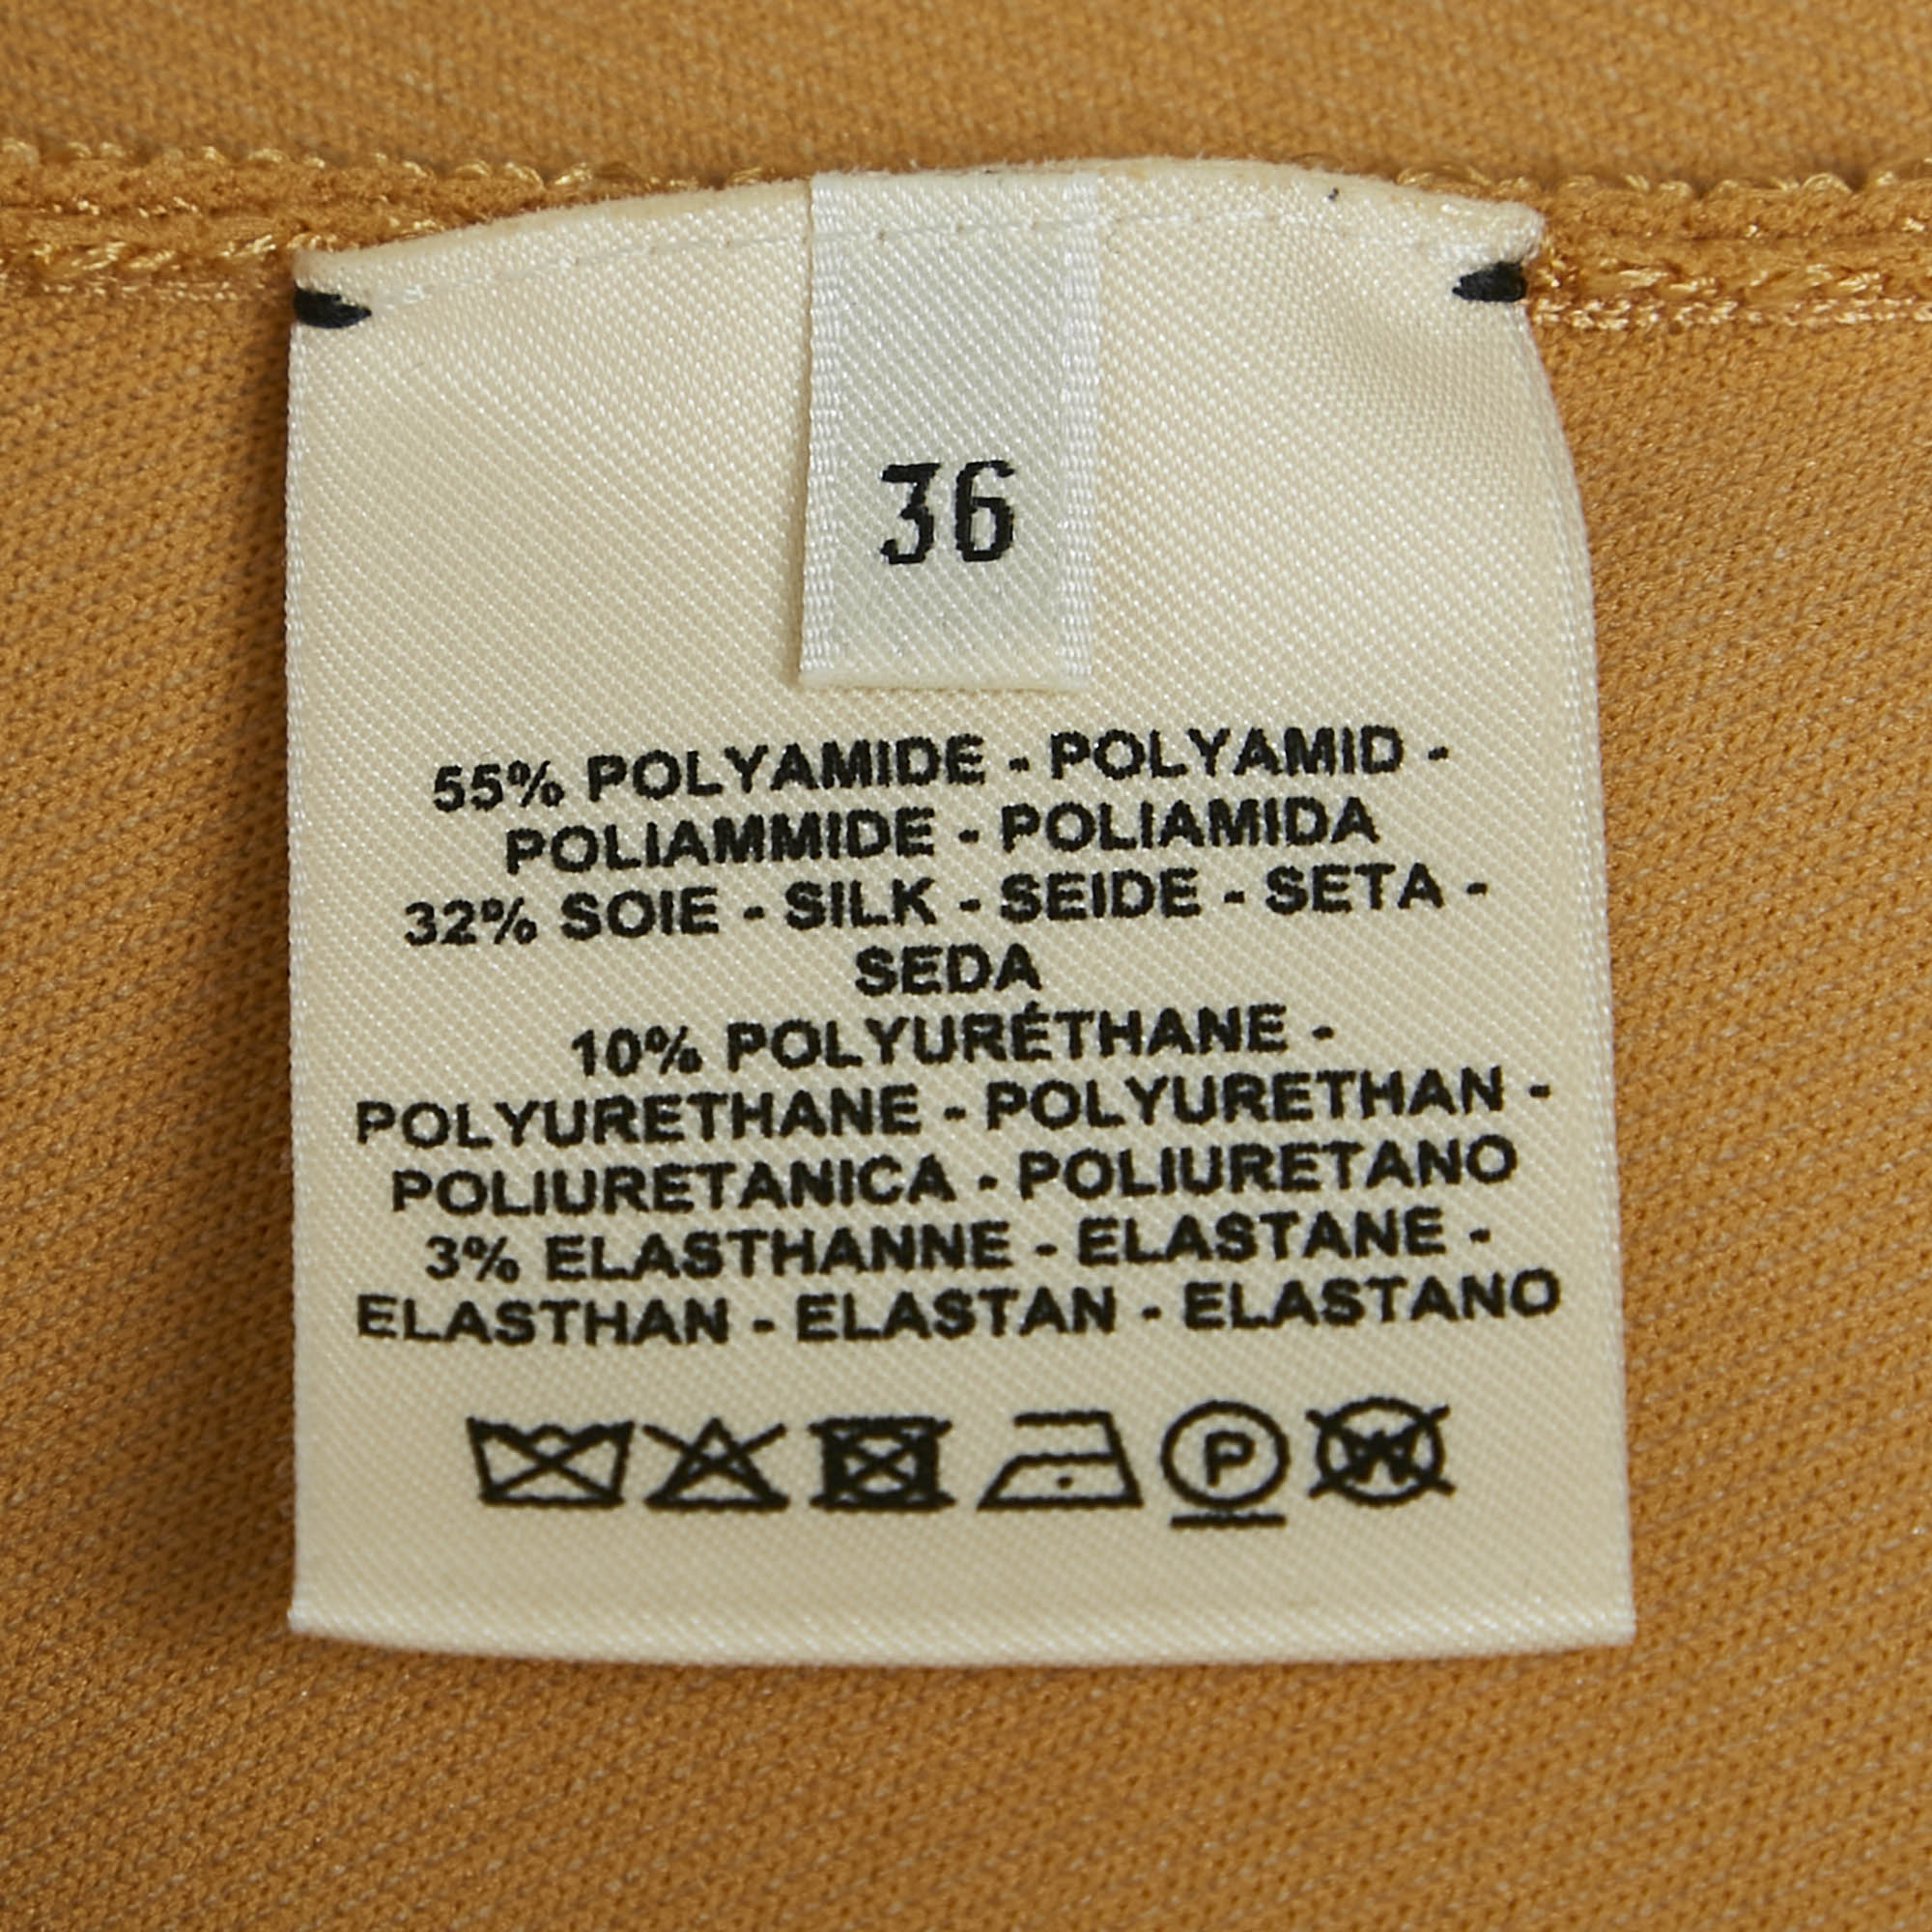 36
55% POLYAMIDE - POLYAMID -
POLIAMMIDE - POLIAMIDA
32% SOIE - SILK - SEIDE - SETA -
SEDA
10% POLYURÉTHANE -
POLYURETHANE - POLYURETHAN -
POLIURETANICA - POLIURETANO
3% ELASTHANNE - ELASTANE -
ELASTHAN - ELASTAN - ELASTANO
P W